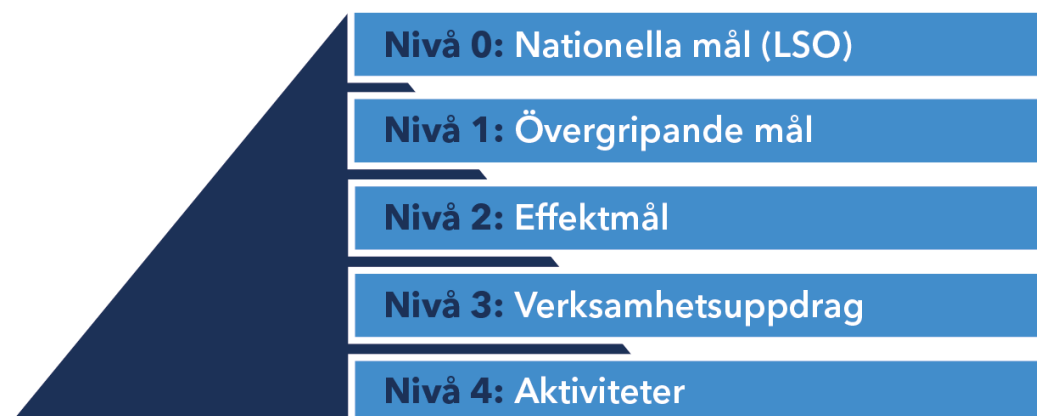 Nivå 0: Nationella mål (LSO)
Nivå 1: Övergripande mål
Nivå 2: Effektmål
Nivå 3: Verksamhetsuppdrag
Nivå 4: Aktiviteter